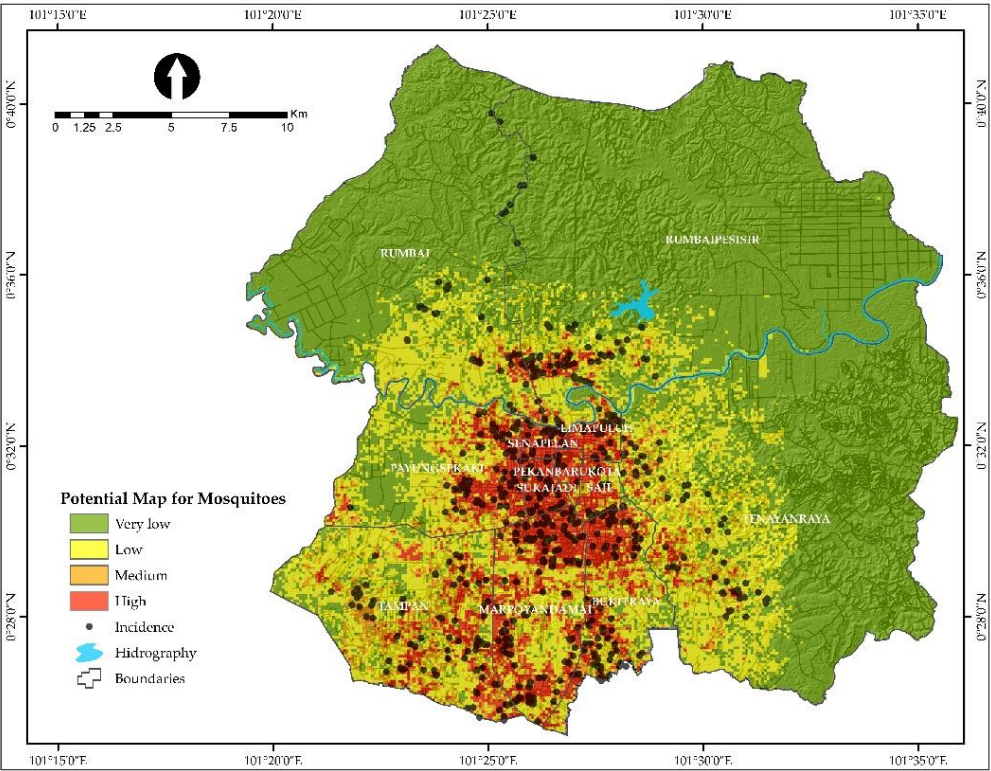 101°15'0"E 101°20'0"E 101°25'0"E 101°30'0"E 101°35'0"E
Km
0 1.25 2.5 5 7.5 10
0°40'0"N 0°40'0"N
RUMBAIPESISIR
RUMBAI
0°36'0"N 0°36'0"N
LIMAPULUH
0°32'0"N 0°32'0"N
SENAPELAN
PAYUNGSEKAKI PEKANBARUKOTA
SUKAJADI SAIL
Potential Map for Mosquitoes
Very low
TENAYANRAYA
Low
Medium
High
TAMPAN MARPOYANDAMAI BUKITRAYA
0°28'0"N 0°28'0"N
Incidence
Hidrography
Boundaries
101°15'0"E 101°20'0"E 101°25'0"E 101°30'0"E 101°35'0"E